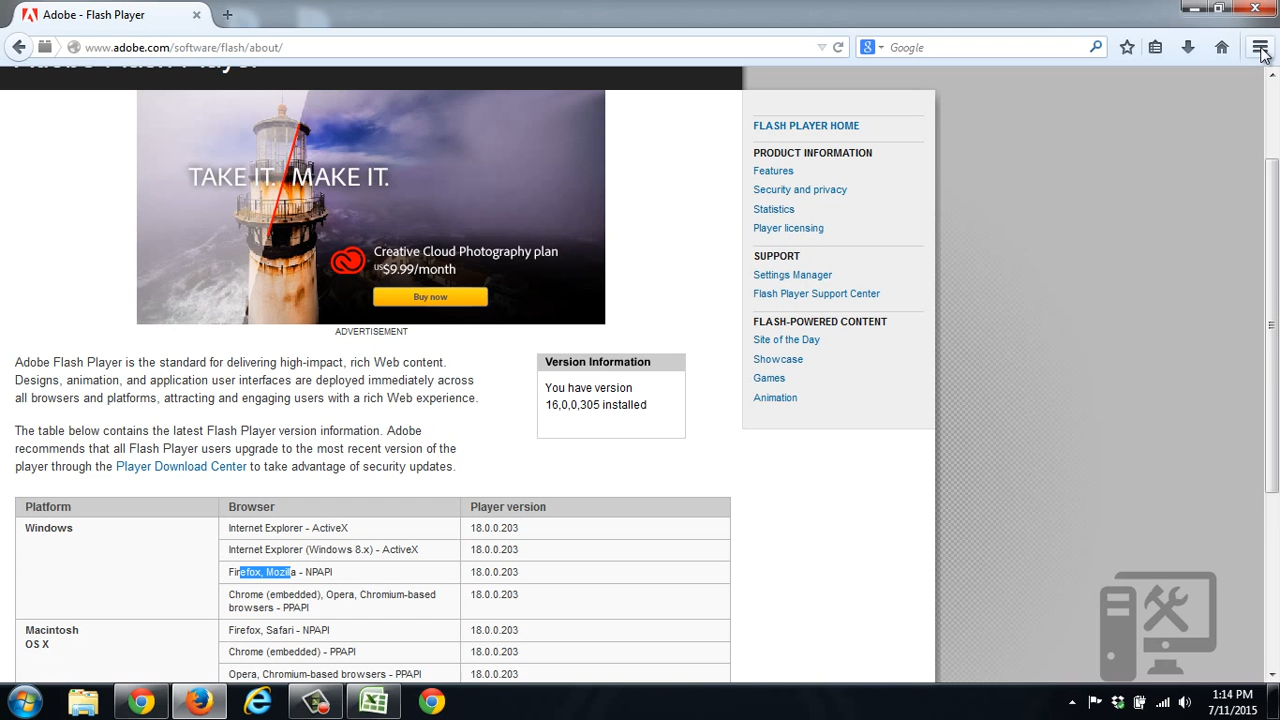 Adobe - Flash Player
www.adobe.com/software/flash/about/
Google
TAKE IT. MAKE IT.
Creative Cloud Photography plan
US$9.99/month
Buy now
ADVERTISEMENT
Adobe Flash Player is the standard for delivering high-impact, rich Web content.
Designs, animation, and application user interfaces are deployed immediately across
all browsers and platforms, attracting and engaging users with a rich Web experience.
The table below contains the latest Flash Player version information. Adobe
recommends that all Flash Player users upgrade to the most recent version of the
player through the Player Download Center to take advantage of security updates.
Version Information
You have version
16,0,0,305 installed
Platform Browser Player version
Windows Internet Explorer - ActiveX 18.0.0.203
Internet Explorer (Windows 8.x) - ActiveX 18.0.0.203
Firefox, Mozilla - NPAPI 18.0.0.203
Chrome (embedded), Opera, Chromium-based 18.0.0.203
browsers - PPAPI
Macintosh Firefox, Safari - NPAPI 18.0.0.203
OS X
Chrome (embedded) - PPAPI 18.0.0.203
Opera, Chromium-based browsers - PPAPI 18.0.0.203
FLASH PLAYER HOME
PRODUCT INFORMATION
Features
Security and privacy
Statistics
Player licensing
SUPPORT
Settings Manager
Flash Player Support Center
FLASH-POWERED CONTENT
Site of the Day
Showcase
Games
Animation
1:14 PM
7/11/2015